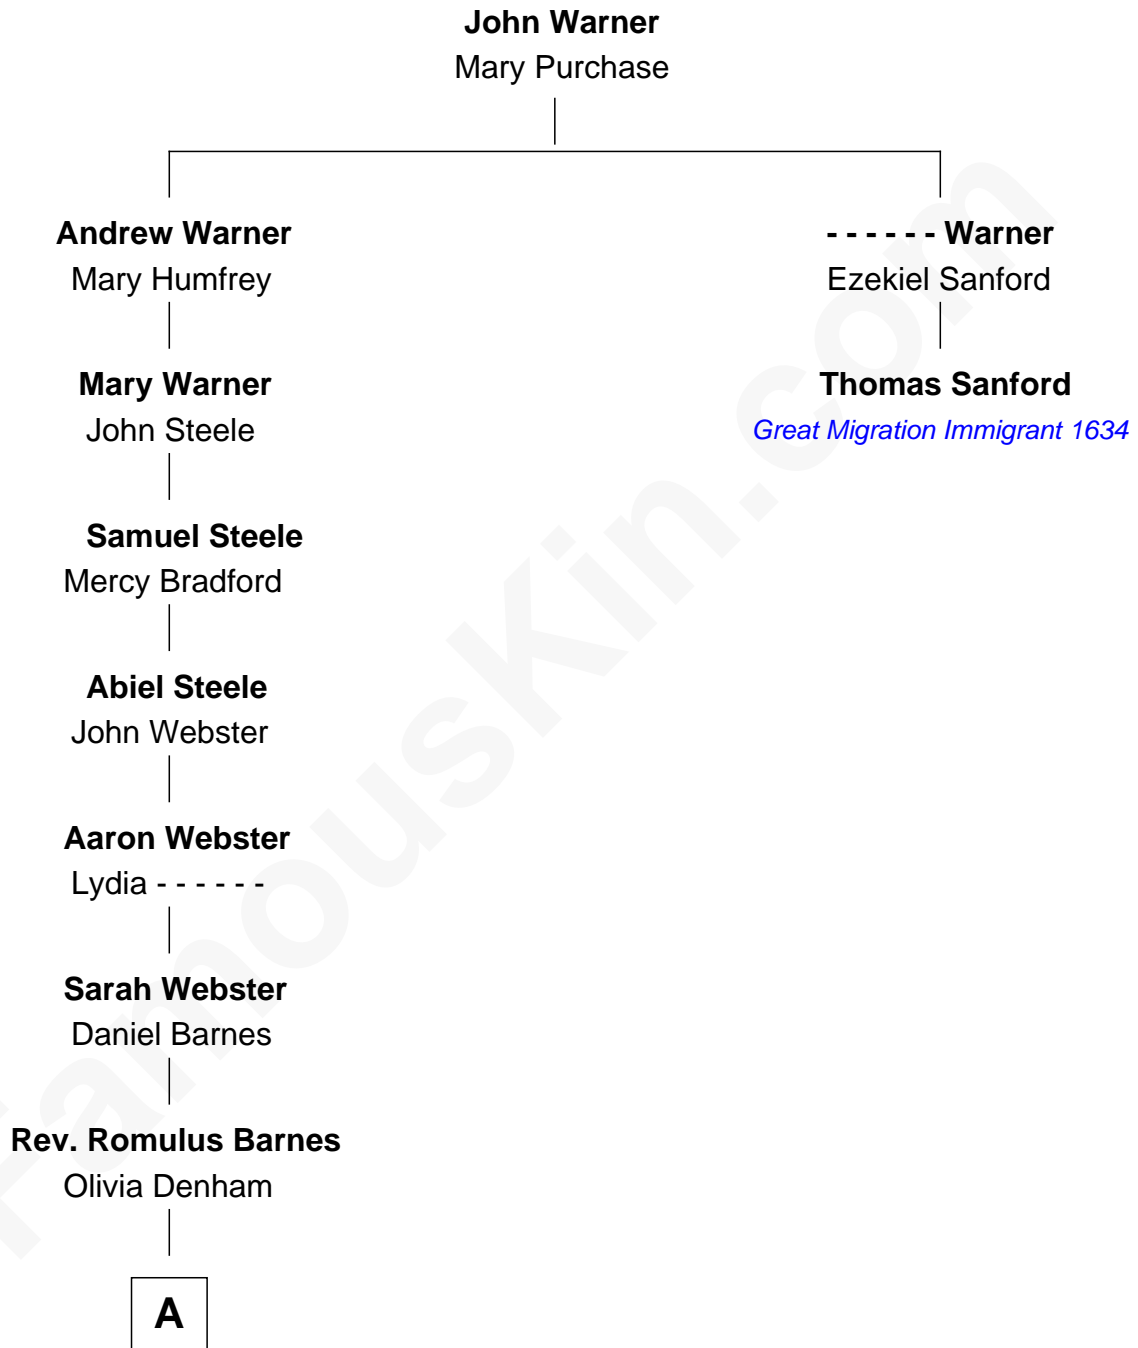 John Warner
Mary Purchase
Andrew Warner
Mary Humfrey
- - - - - - Warner
Ezekiel Sanford
Mary Warner
John Steele
Thomas Sanford
Great Migration Immigrant 1634
Samuel Steele
Mercy Bradford
Abiel Steele
John Webster
Aaron Webster
Lydia - - - - - -
Sarah Webster
Daniel Barnes
Rev. Romulus Barnes
Olivia Denham
A
FamousKin.com